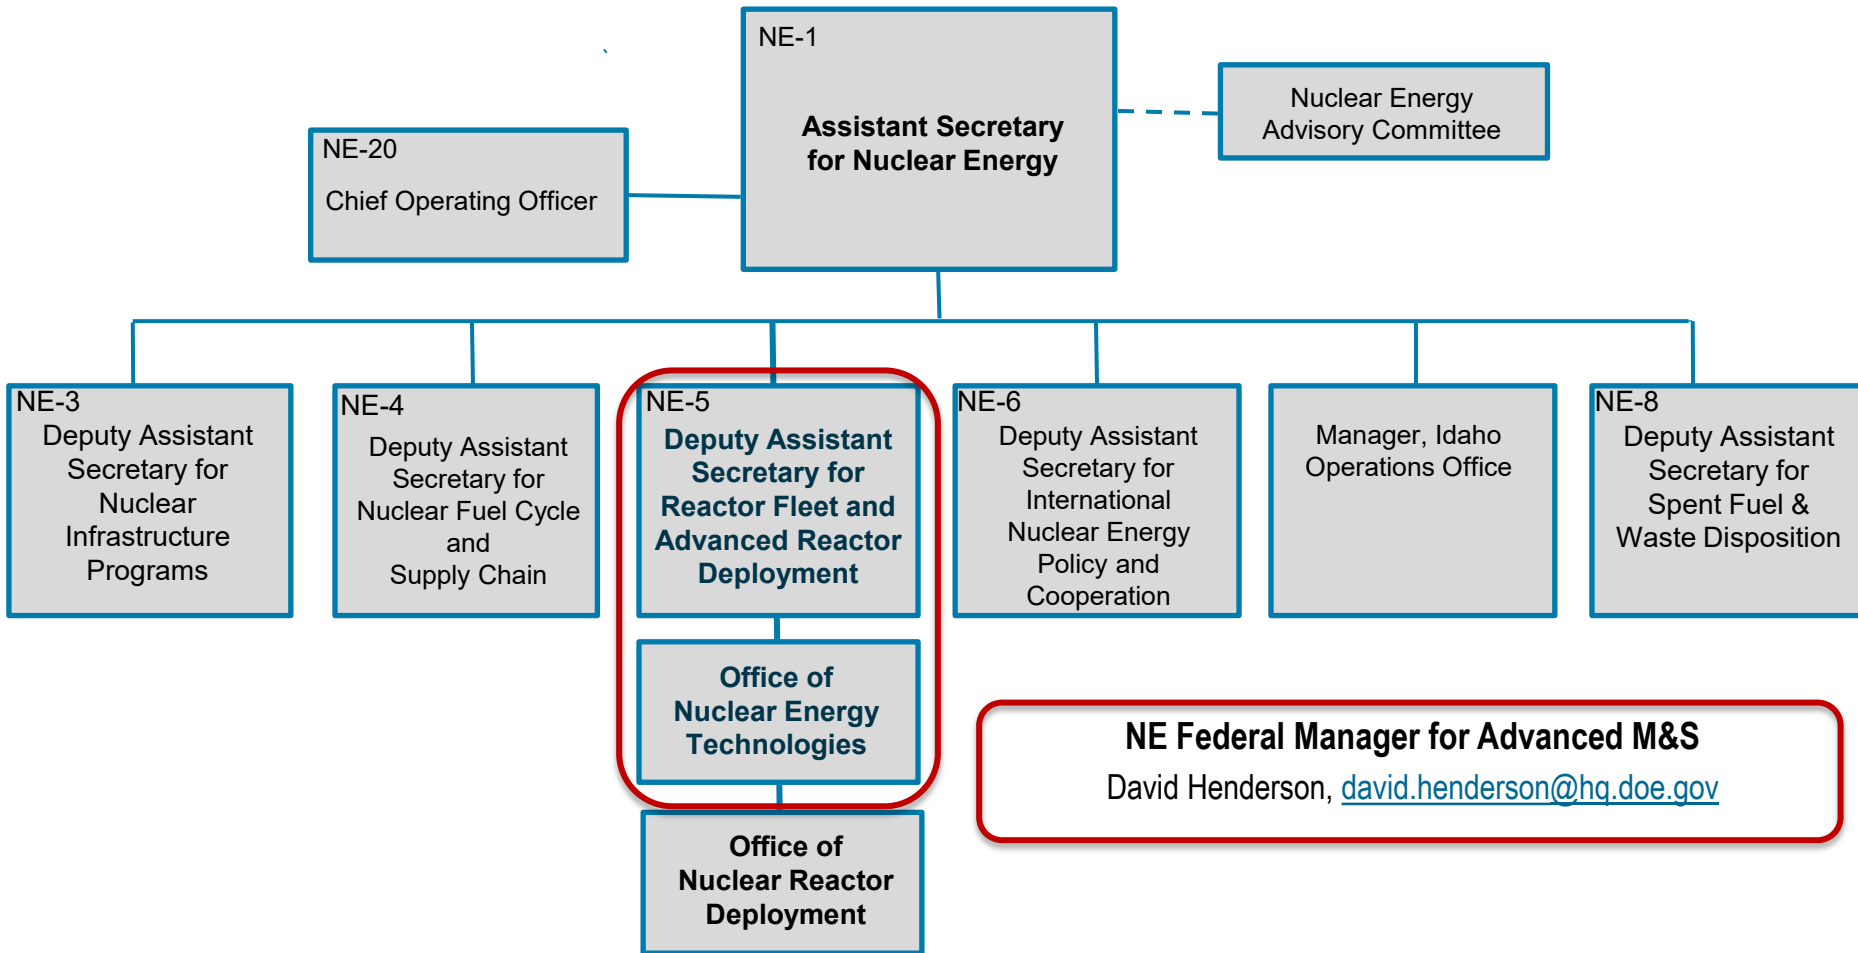 NE-1
Assistant Secretary
for Nuclear Energy
Nuclear Energy
Advisory Committee
NE-20
Chief Operating Officer
NE-3
Deputy Assistant
Secretary for
Nuclear
Infrastructure
Programs
NE-4
Deputy Assistant
Secretary for
Nuclear Fuel Cycle
and
Supply Chain
NE-5
Deputy Assistant
Secretary for
Reactor Fleet and
Advanced Reactor
Deployment
NE-6
Deputy Assistant
Secretary for
International
Nuclear Energy
Policy and
Cooperation
Manager, Idaho
Operations Office
NE-8
Deputy Assistant
Secretary for
Spent Fuel &
Waste Disposition
Office of
Nuclear Energy
Technologies
Office of
Nuclear Reactor
Deployment
NE Federal Manager for Advanced M&S
David Henderson, david.henderson@hq.doe.gov